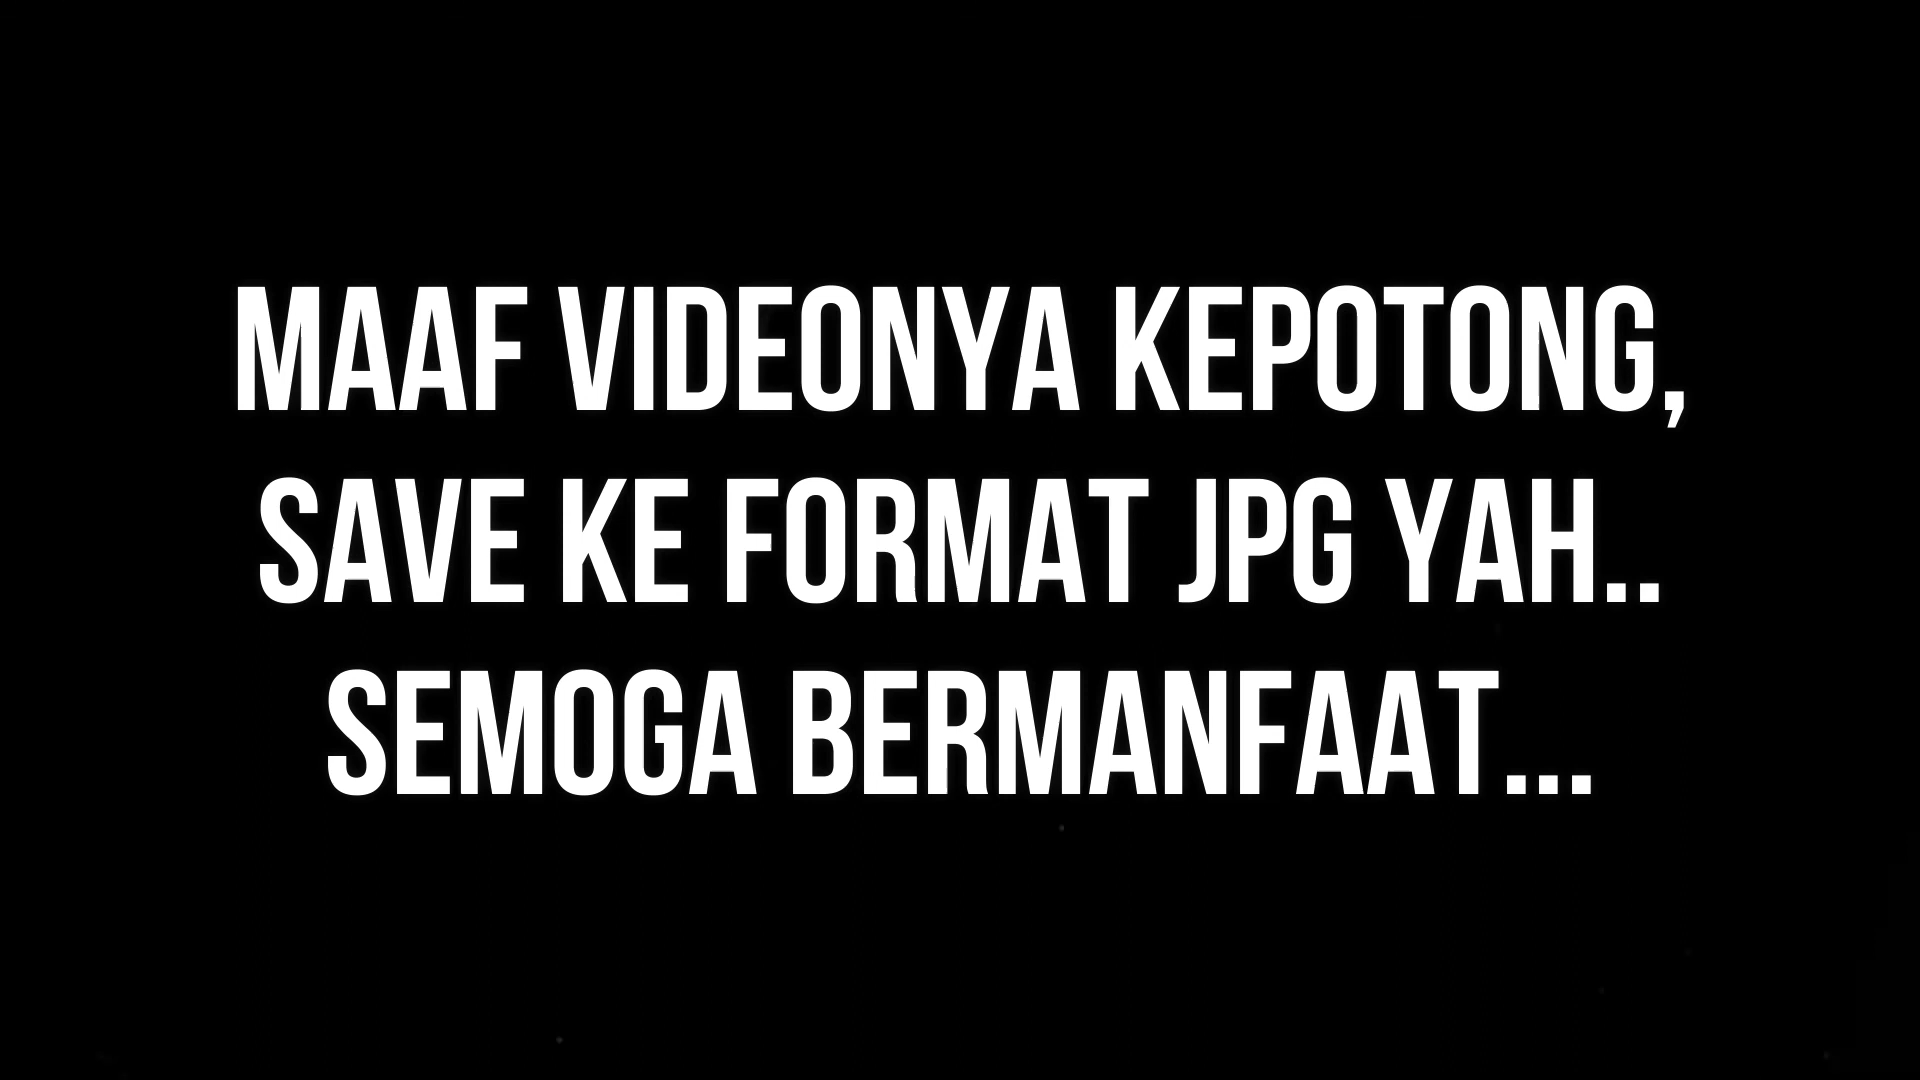 MAAF VIDEONYA KEPOTONG,
SAVE KE FORMAT JPG YAH..
SEMOGA BERMANFAAT...